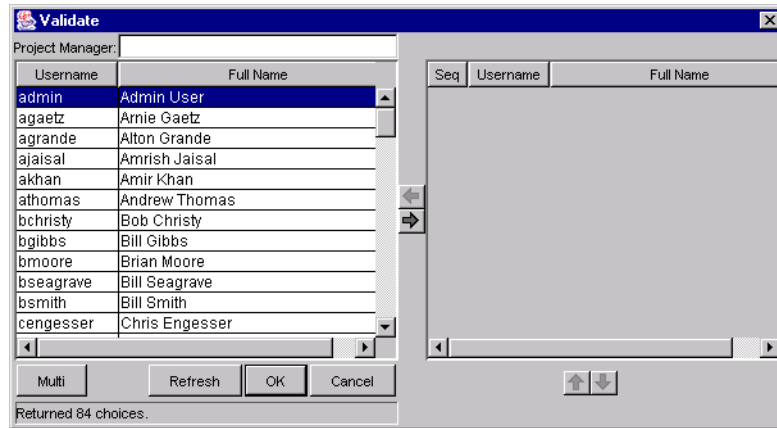 Validate
Project Manager:
Username Full Name
admin Admin User
agaetz Arnie Gaetz
agrande Alton Grande
ajaisal Amrish Jaisal
akhan Amir Khan
athomas Andrew Thomas
bchristy Bob Christy
bgibbs Bill Gibbs
bmoore Brian Moore
bseagrave Bill Seagrave
bsmith Bill Smith
cengesser Chris Engesser
Seq Username Full Name
Multi Refresh OK Cancel
Returned 84 choices.